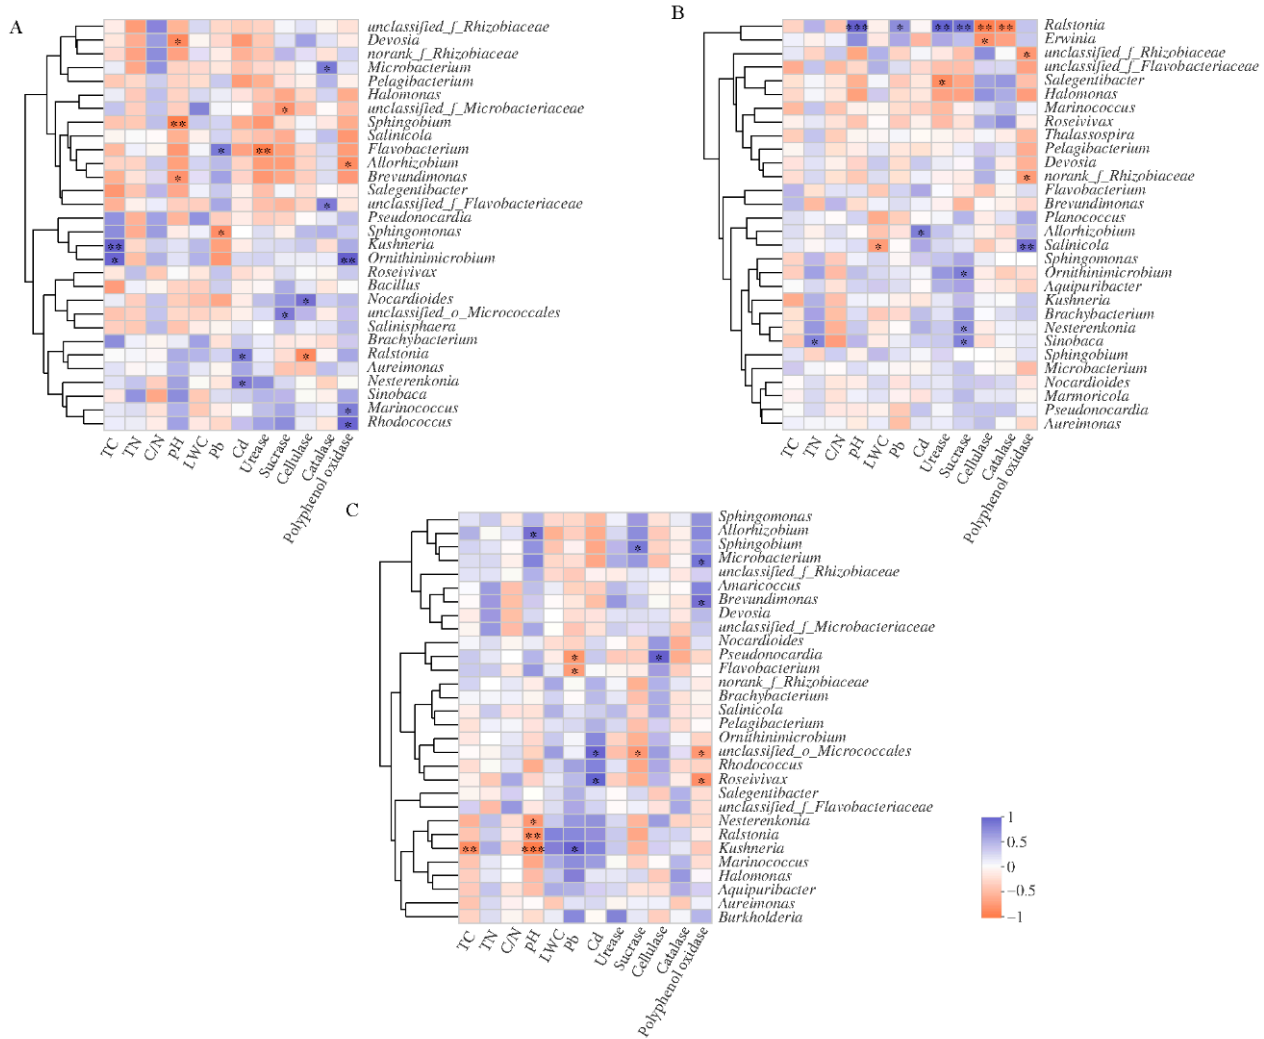 A
unclassified_f_Rhizobiaceae
Devosia
norank_f_Rhizobiaceae
Microbacterium
Pelagibacterium
Halomonas
unclassified_f_Microbacteriaceae
Sphingobium
Salinicola
Flavobacterium
Allorhizobium
Brevundimonas
Salegentibacter
unclassified_f_Flavobacteriaceae
Pseudonocardia
Sphingomonas
Kushneria
Ornithinimicrobium
Roseivivax
Bacillus
Nocardioides
unclassified_o_Micrococcales
Salinisphaera
Brachybacterium
Ralstonia
Aureimonas
Nesterenkonia
Sinobaca
Marinococcus
Rhodococcus
TC
TN
C/N
pH
LWC
Pb
Cd
Urease
Sucrase
Cellulase
Catalase
Polyphenol oxidase
B
Ralstonia
Erwinia
unclassified_f_Rhizobiaceae
unclassified_f_Flavobacteriaceae
Salegentibacter
Halomonas
Marinococcus
Roseivivax
Thalassospira
Pelagibacterium
Devosia
norank_f_Rhizobiaceae
Flavobacterium
Brevundimonas
Planococcus
Allorhizobium
Salinicola
Sphingomonas
Ornithinimicrobium
Aquipuribacter
Kushneria
Brachybacterium
Nesterenkonia
Sinobaca
Sphingobium
Microbacterium
Nocardioides
Marmoricola
Pseudonocardia
Aureimonas
TC
TN
C/N
pH
LWC
Pb
Cd
Urease
Sucrase
Cellulase
Catalase
Polyphenol oxidase
C
Sphingomonas
Allorhizobium
Sphingobium
Microbacterium
unclassified_f_Rhizobiaceae
Amaricoccus
Brevundimonas
Devosia
unclassified_f_Microbacteriaceae
Nocardioides
Pseudonocardia
Flavobacterium
norank_f_Rhizobiaceae
Brachybacterium
Salinicola
Pelagibacterium
Ornithinimicrobium
unclassified_o_Micrococcales
Rhodococcus
Roseivivax
Salegentibacter
unclassified_f_Flavobacteriaceae
Nesterenkonia
Ralstonia
Kushneria
Marinococcus
Halomonas
Aquipuribacter
Aureimonas
Burkholderia
TC
TN
C/N
pH
LWC
Pb
Cd
Urease
Sucrase
Cellulase
Catalase
Polyphenol oxidase
1
0.5
0
−0.5
−1